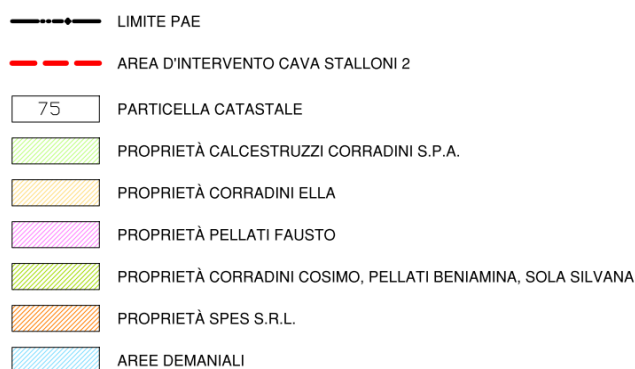 LIMITE PAE
AREA D'INTERVENTO CAVA STALLONI 2
75 PARTICELLA CATASTALE
PROPRIETÀ CALCESTRUZZI CORRADINI S.P.A.
PROPRIETÀ CORRADINI ELLA
PROPRIETÀ PELLATI FAUSTO
PROPRIETÀ CORRADINI COSIMO, PELLATI BENIAMINA, SOLA SILVANA
PROPRIETÀ SPES S.R.L.
AREE DEMANIALI